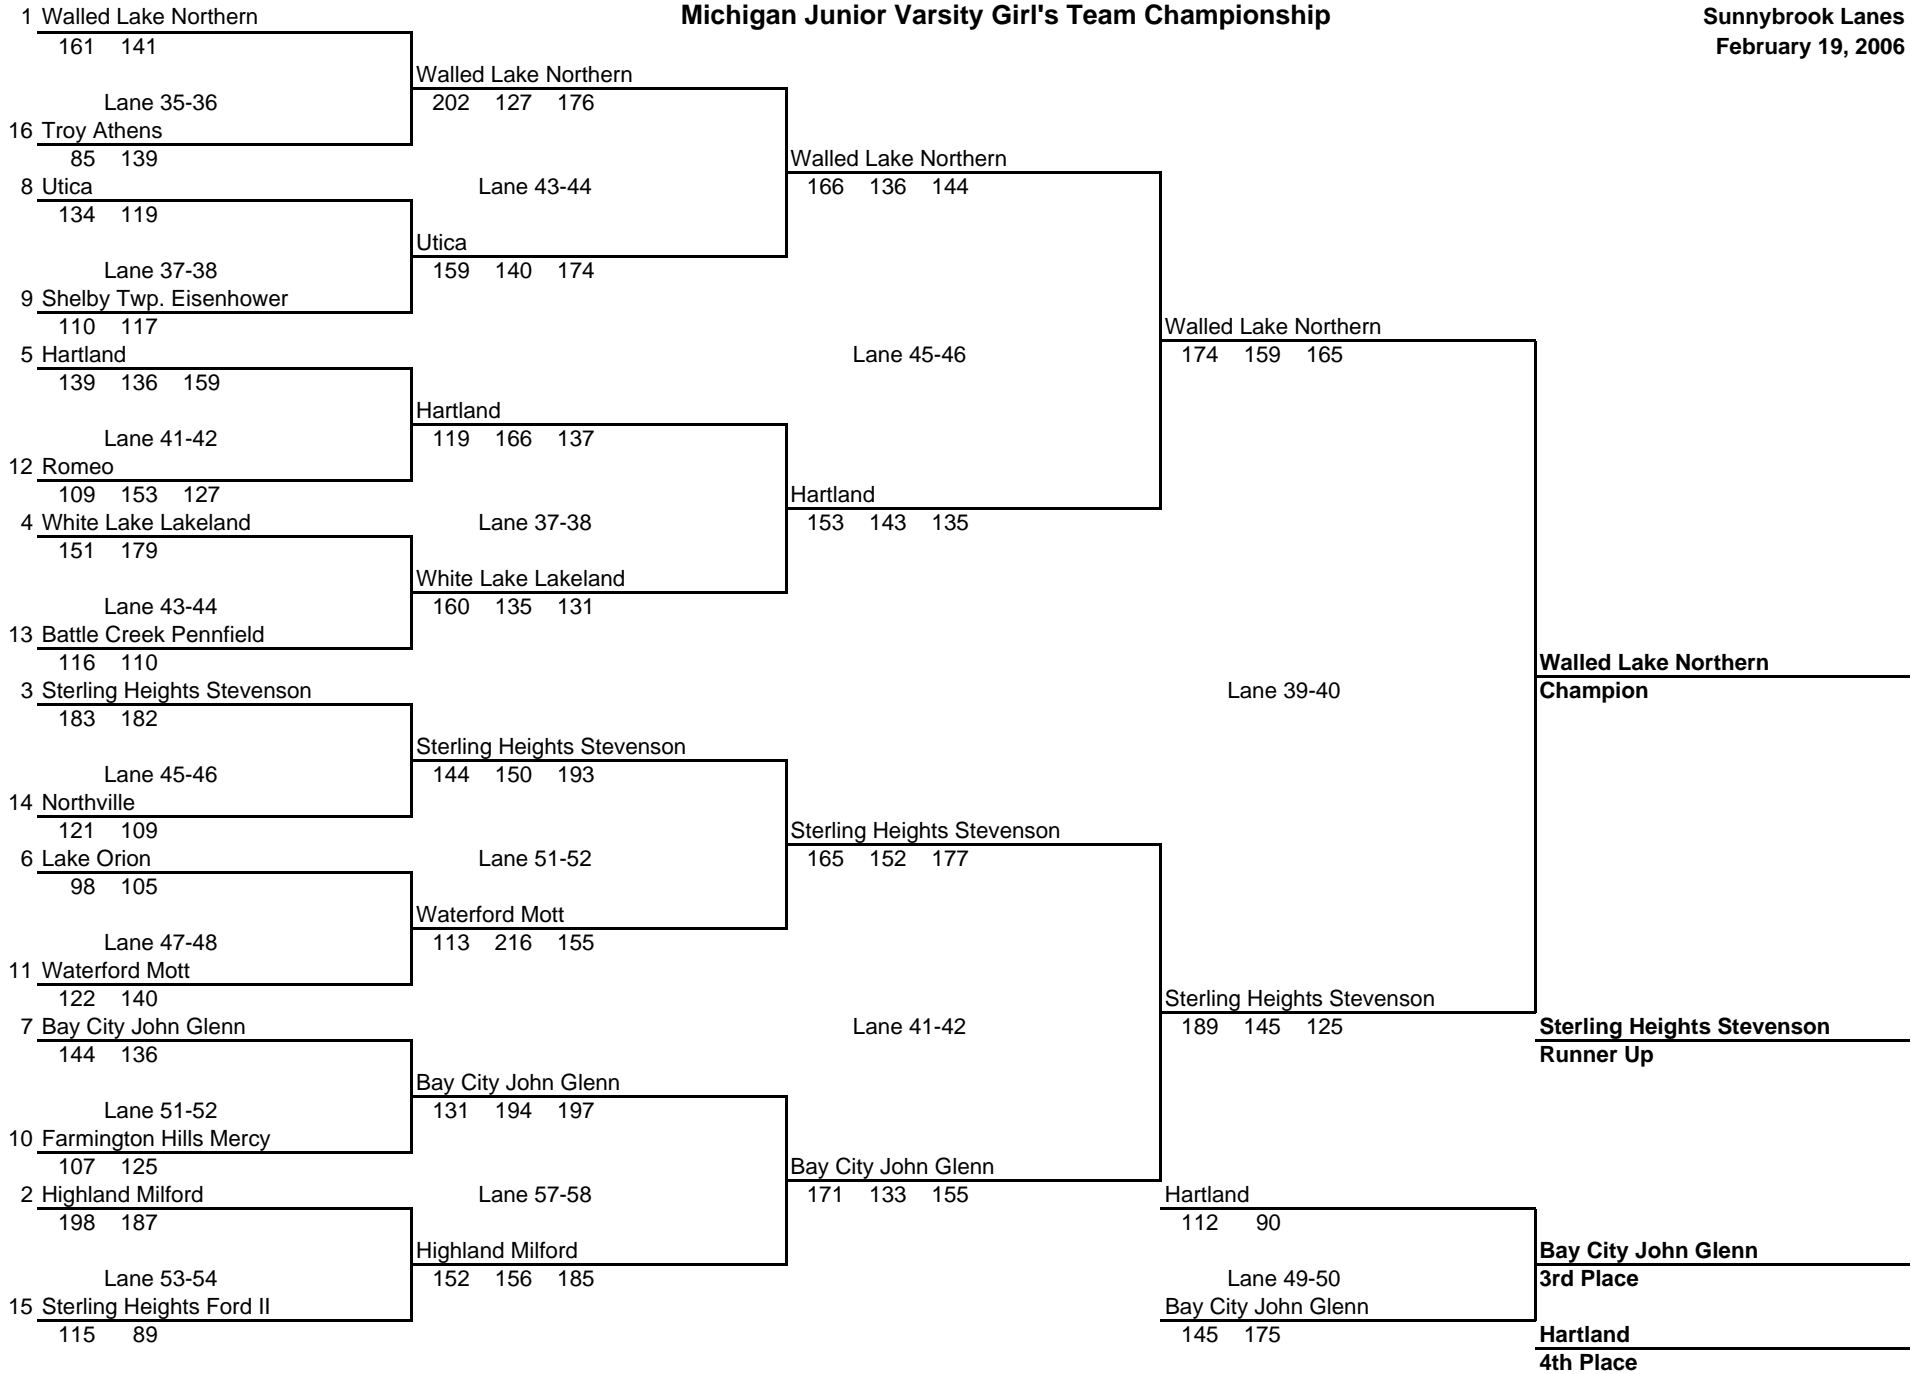 Michigan Junior Varsity Girl's Team Championship
Sunnybrook Lanes
February 19, 2006
1 Walled Lake Northern
161 141
Lane 35-36
16 Troy Athens
85 139
8 Utica
134 119
Lane 37-38
9 Shelby Twp. Eisenhower
110 117
5 Hartland
139 136 159
Lane 41-42
12 Romeo
109 153 127
4 White Lake Lakeland
151 179
Lane 43-44
13 Battle Creek Pennfield
116 110
3 Sterling Heights Stevenson
183 182
Lane 45-46
14 Northville
121 109
6 Lake Orion
98 105
Lane 47-48
11 Waterford Mott
122 140
7 Bay City John Glenn
144 136
Lane 51-52
10 Farmington Hills Mercy
107 125
2 Highland Milford
198 187
Lane 53-54
15 Sterling Heights Ford II
115 89
Walled Lake Northern
202 127 176
Lane 43-44
Utica
159 140 174
Hartland
119 166 137
Lane 37-38
White Lake Lakeland
160 135 131
Sterling Heights Stevenson
144 150 193
Lane 51-52
Waterford Mott
113 216 155
Bay City John Glenn
131 194 197
Lane 57-58
Highland Milford
152 156 185
Walled Lake Northern
166 136 144
Lane 45-46
Hartland
153 143 135
Sterling Heights Stevenson
165 152 177
Lane 41-42
Bay City John Glenn
171 133 155
Walled Lake Northern
174 159 165
Lane 39-40
Sterling Heights Stevenson
189 145 125
Hartland
112 90
Lane 49-50
Bay City John Glenn
145 175
Walled Lake Northern
Champion
Sterling Heights Stevenson
Runner Up
Bay City John Glenn
3rd Place
Hartland
4th Place